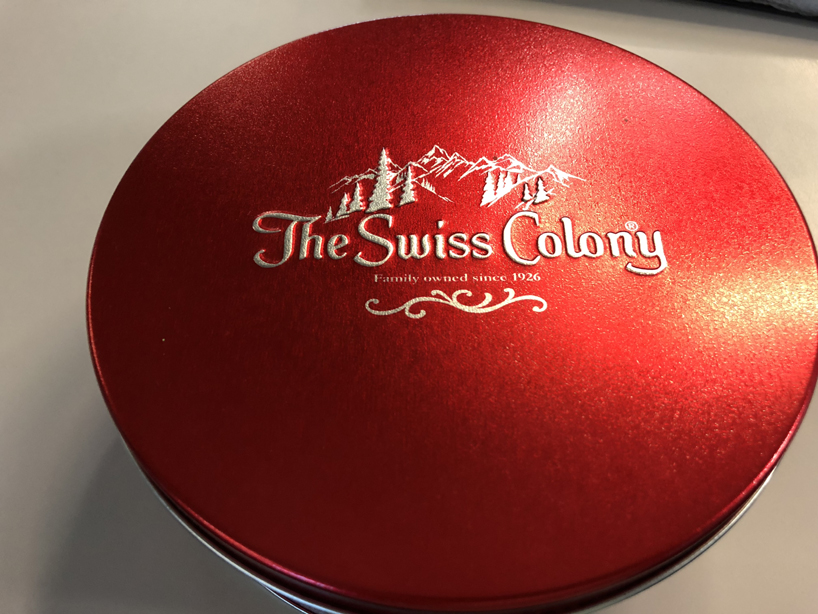 The Swiss Colony®
Family owned since 1926